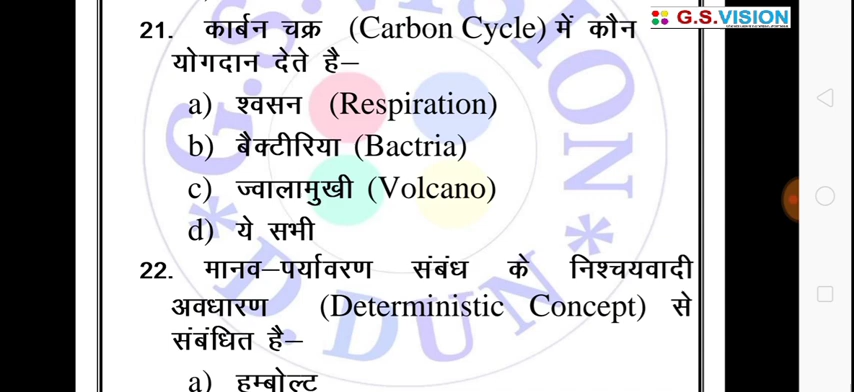 G.S.VISION
21. कार्बन चक्र (Carbon Cycle) में कौन
योगदान देते है–
a) श्वसन (Respiration)
b) बैक्टीरिया (Bactria)
c) ज्वालामुखी (Volcano)
d) ये सभी
22. मानव–पर्यावरण संबंध के निश्चयवादी
अवधारण (Deterministic Concept) से
संबंधित है–
a) हम्बोल्ट